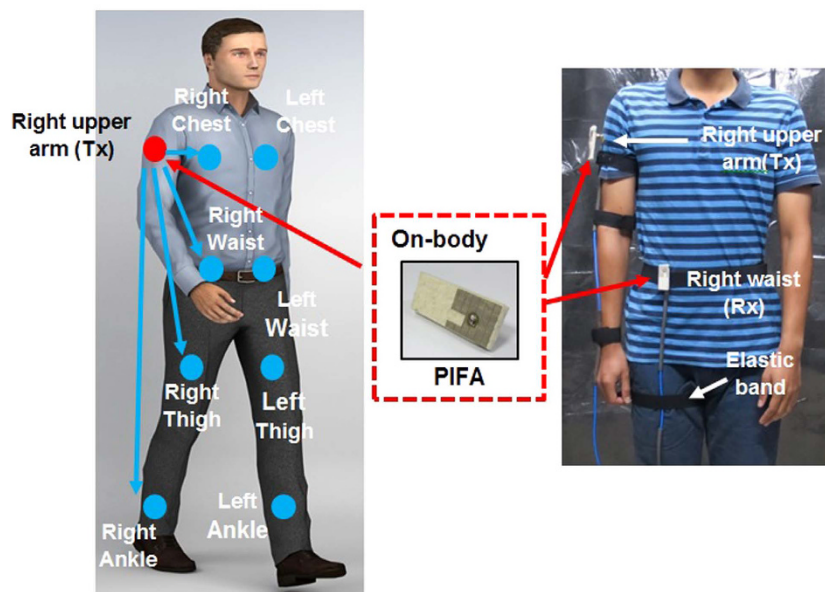 Right upper
arm (Tx)
Right
Chest
Left
Chest
Right
Waist
Left
Waist
Right
Thigh
Left
Thigh
Right
Ankle
Left
Ankle
On-body
PIFA
Right upper
arm(Tx)
Right waist
(Rx)
Elastic
band